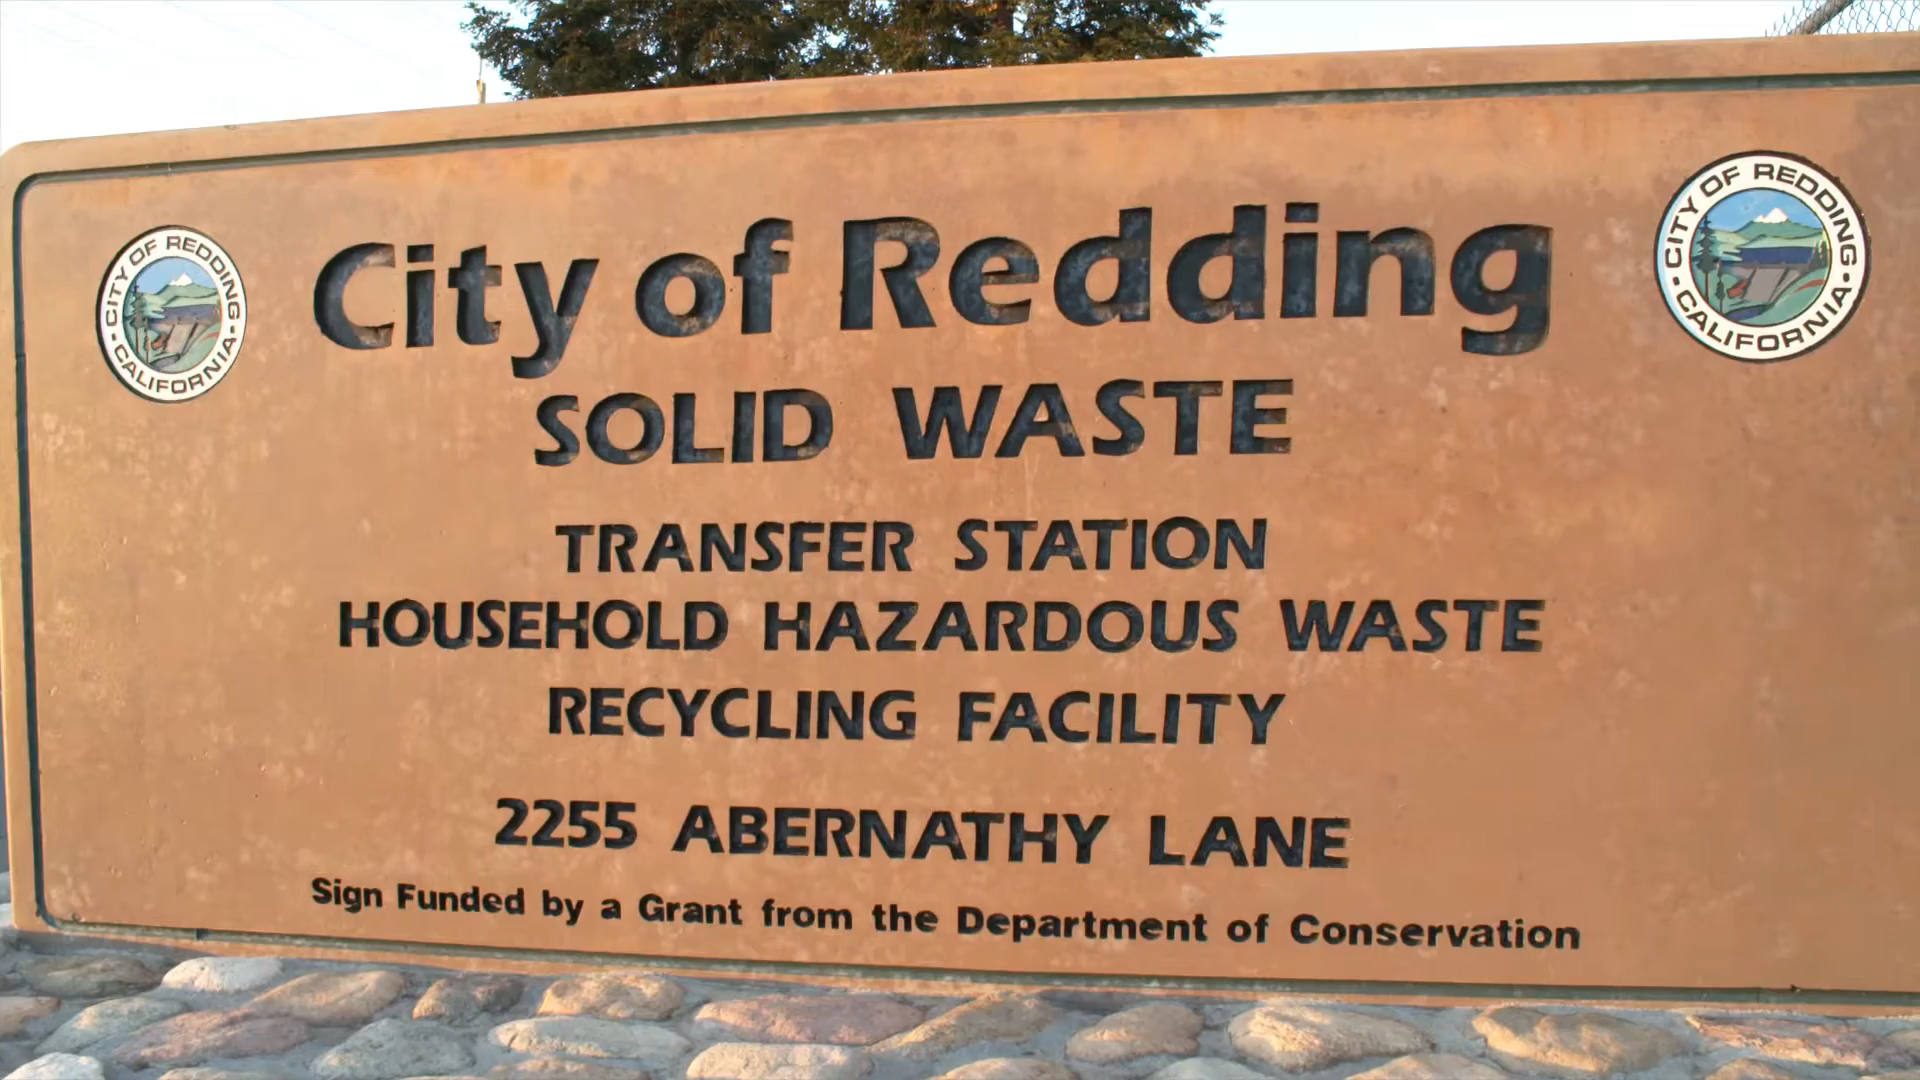 City of Redding
SOLID WASTE
TRANSFER STATION
HOUSEHOLD HAZARDOUS WASTE
RECYCLING FACILITY
2255 ABERNATHY LANE
Sign Funded by a Grant from the Department of Conservation
CITY OF REDDING
• CALIFORNIA •
CITY OF REDDING
• CALIFORNIA •